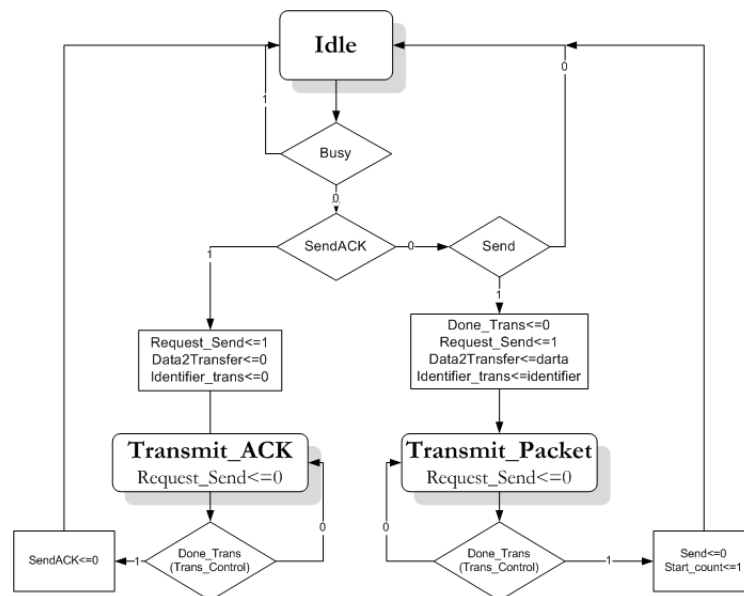 Idle
0
1
Busy
0
SendACK
0
Send
1
1
Request_Send<=1
Data2Transfer<=0
Identifier_trans<=0
Done_Trans<=0
Request_Send<=1
Data2Transfer<=darta
Identifier_trans<=identifier
Transmit_ACK
Request_Send<=0
Transmit_Packet
Request_Send<=0
0
0
SendACK<=0
1
Done_Trans
(Trans_Control)
Done_Trans
(Trans_Control)
1
Send<=0
Start_count<=1